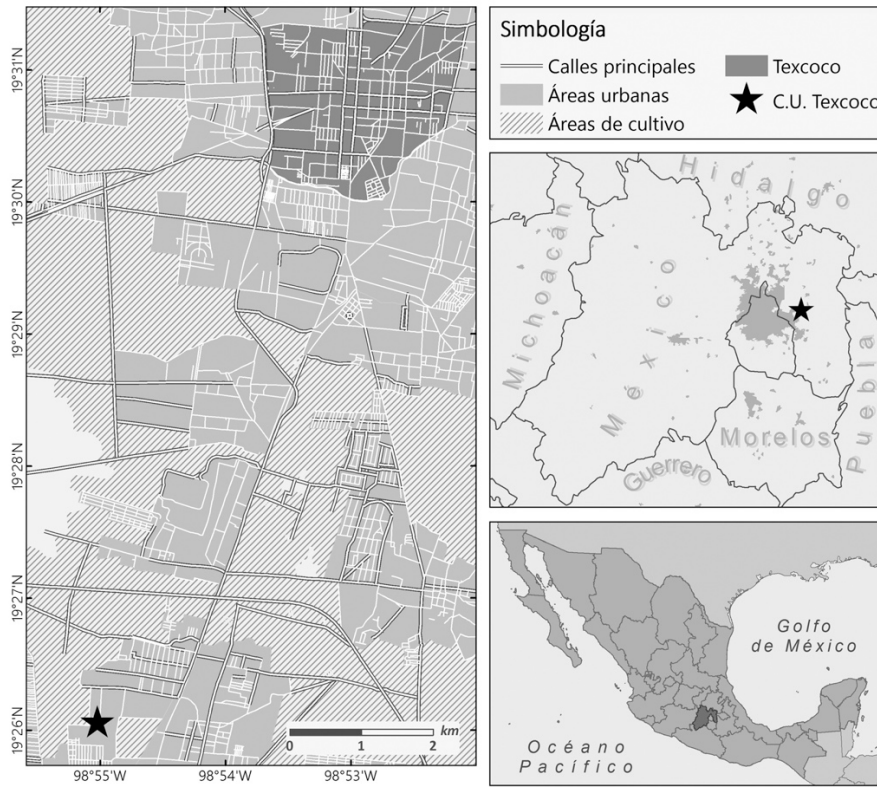 19°31'N
19°30'N
19°29'N
19°28'N
19°27'N
19°26'N
98°55'W
98°54'W
98°53'W
km
0
1
2
Simbología
Calles principales
Áreas urbanas
Áreas de cultivo
Texcoco
C.U. Texcoco
Hidalgo
Michoacán
México
Morelos
Puebla
Guerrero
Golfo
de México
Océano
Pacífico